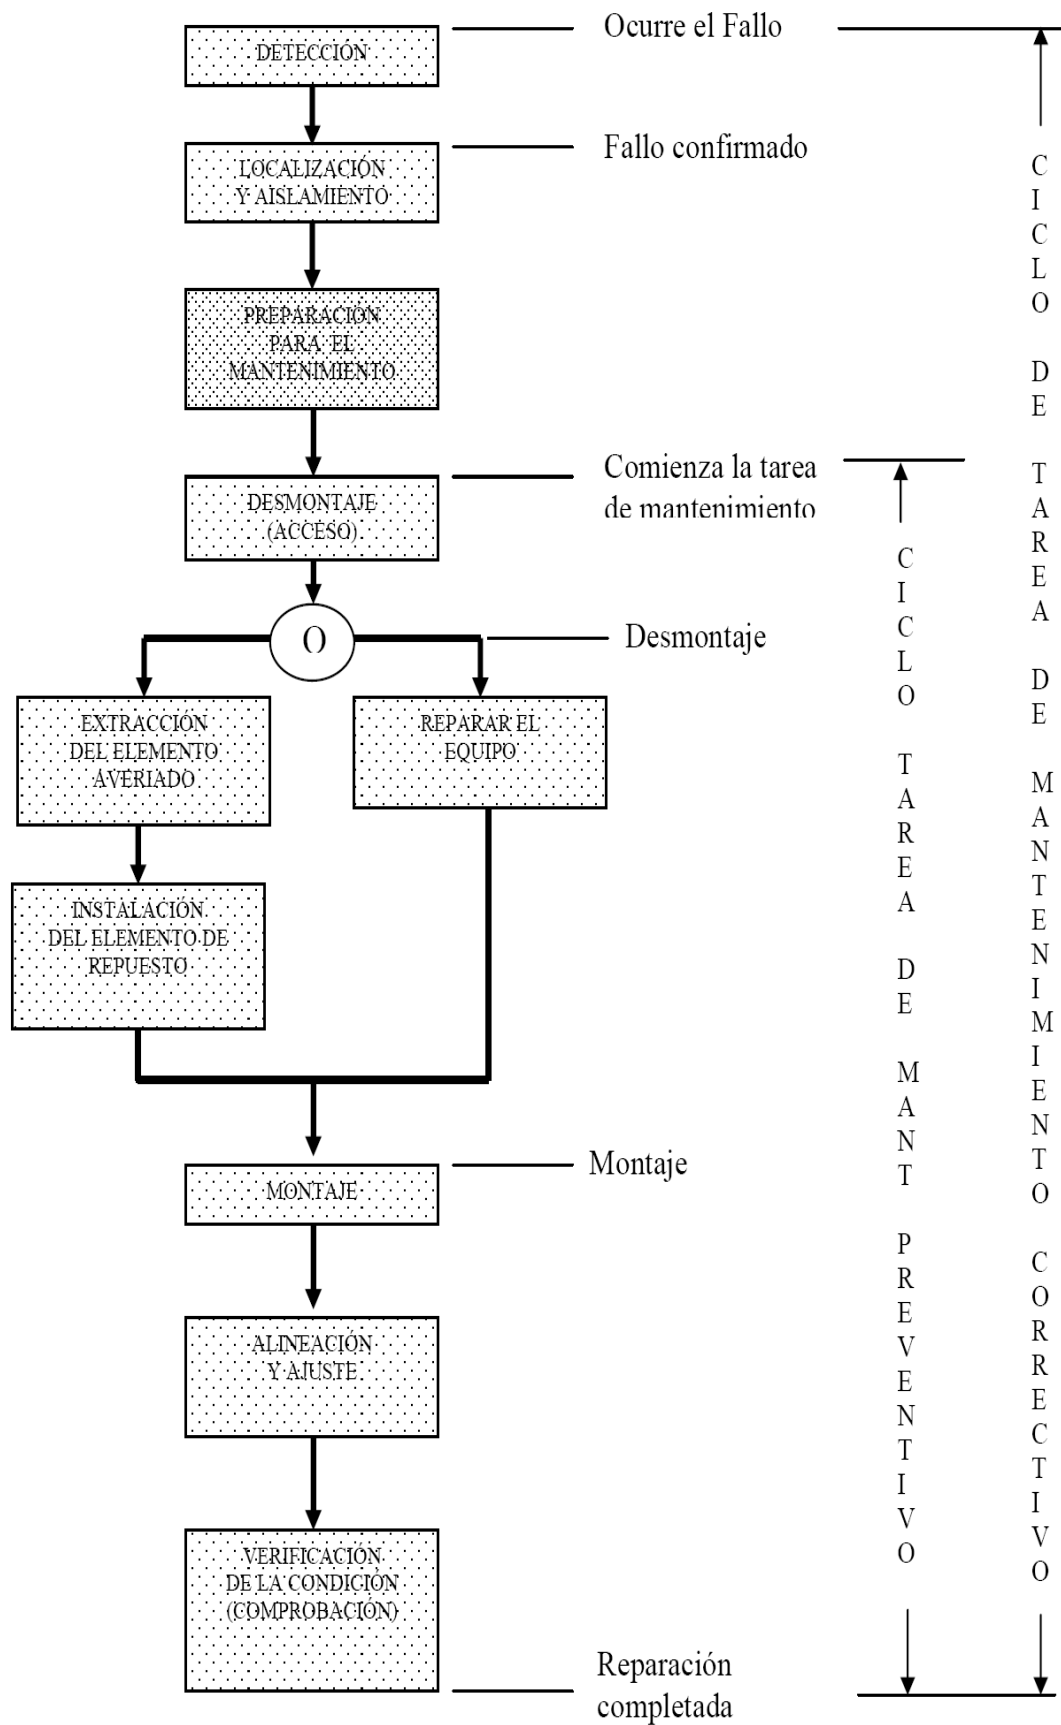 Ocurre el Fallo
DETECCIÓN
Fallo confirmado
LOCALIZACIÓN
Y AISLAMIENTO
PREPARACIÓN
PARA EL
MANTENIMIENTO
Comienza la tarea
de mantenimiento
DESMONTAJE
(ACCESO)
O
Desmontaje
EXTRACCIÓN
DEL ELEMENTO
AVERIADO
REPARAR EL
EQUIPO
INSTALACIÓN
DEL ELEMENTO DE
REPUESTO
Montaje
MONTAJE
ALINEACIÓN
Y AJUSTE
VERIFICACIÓN
DE LA CONDICIÓN
(COMPROBACIÓN)
Reparación
completada
CICLO TAREA DE MANT PREVENTIVO
CICLO DE TAREA DE MANTENIMIENTO CORRECTIVO